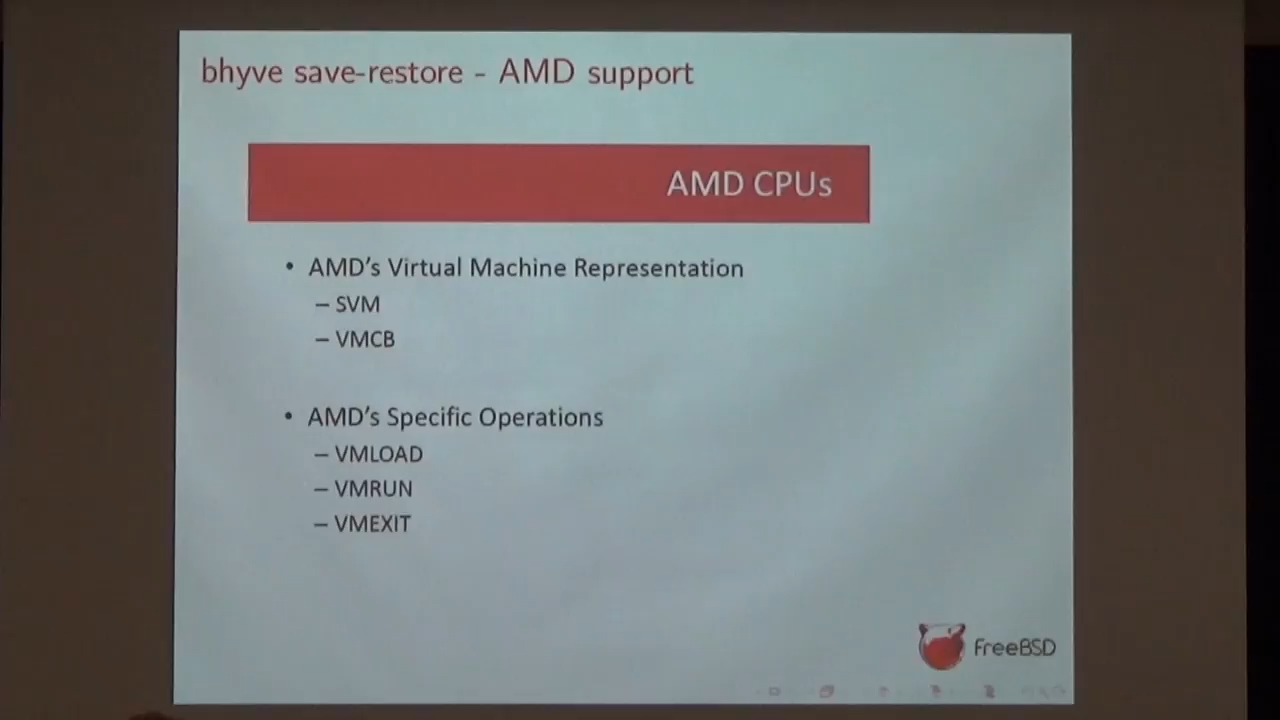 bhyve save-restore - AMD support
AMD CPUs
• AMD's Virtual Machine Representation
– SVM
– VMCB
• AMD's Specific Operations
– VMLOAD
– VMRUN
– VMEXIT
FreeBSD